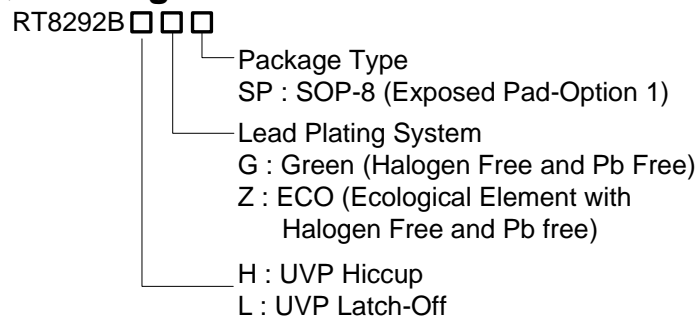 RT8292B
Package Type
SP : SOP-8 (Exposed Pad-Option 1)
Lead Plating System
G : Green (Halogen Free and Pb Free)
Z : ECO (Ecological Element with
Halogen Free and Pb free)
H : UVP Hiccup
L : UVP Latch-Off